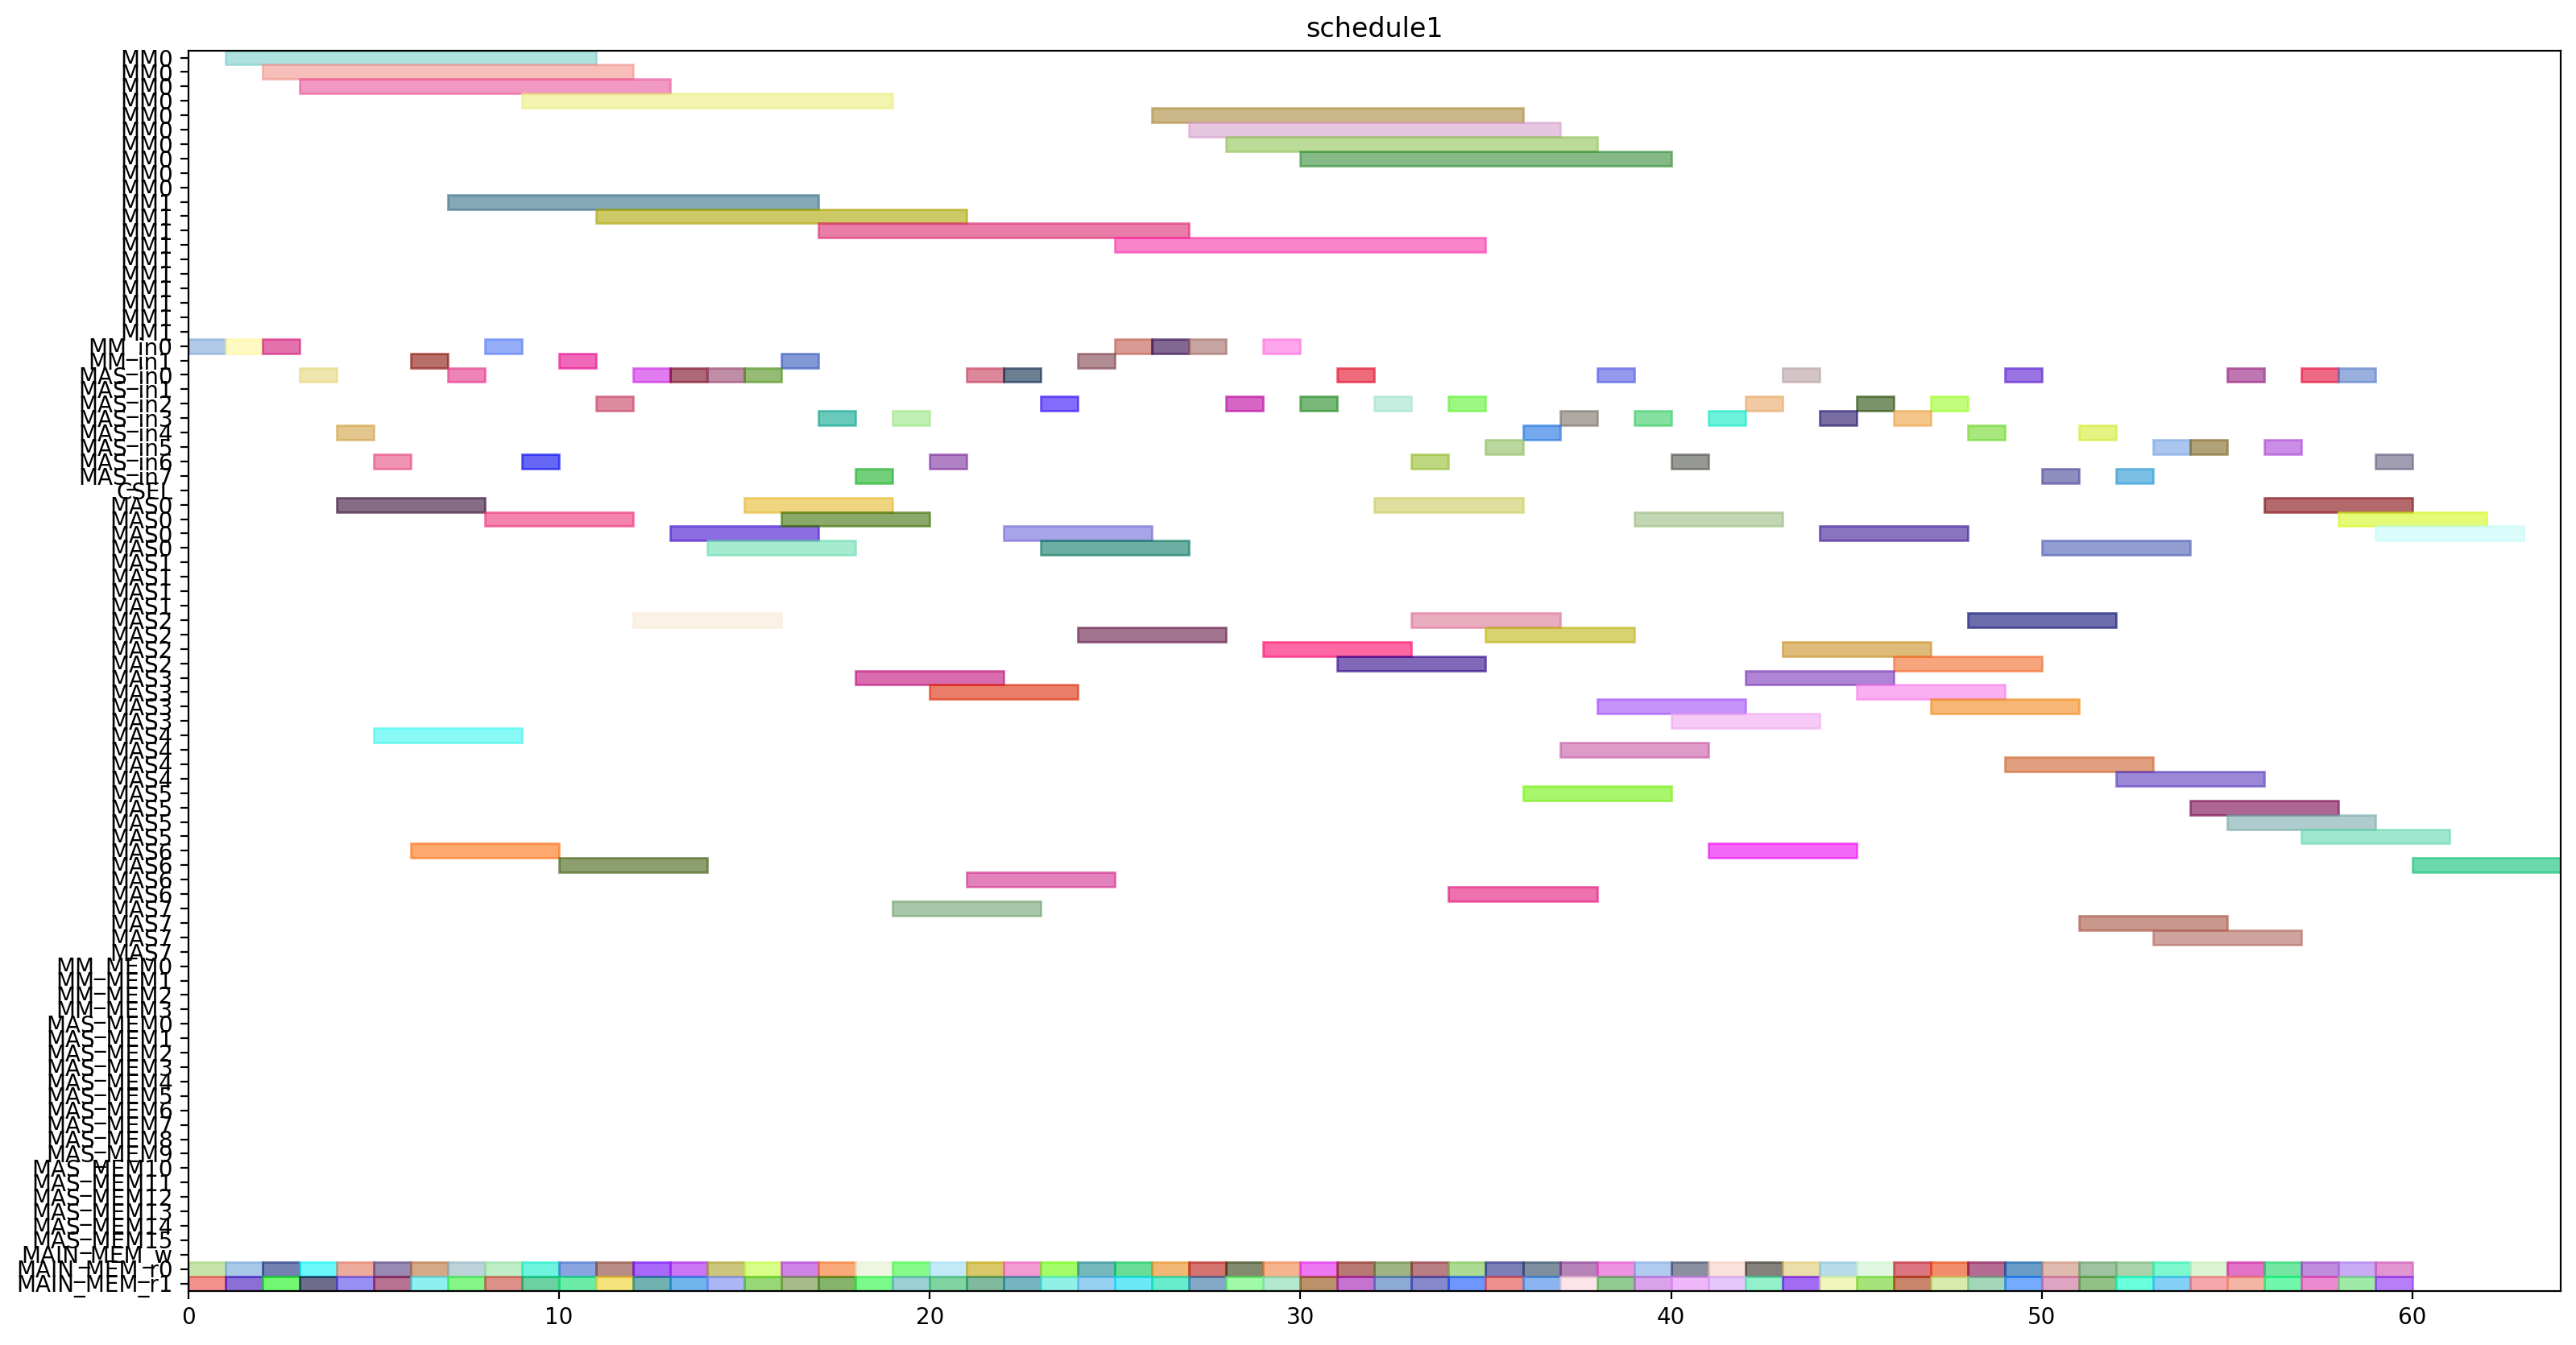 schedule1
MM0
MM0
MM0
MM0
MM0
MM0
MM0
MM0
MM0
MM0
MM1
MM1
MM1
MM1
MM1
MM1
MM1
MM1
MM1
MM1
MM_in0
MM_in1
MAS_in0
MAS_in1
MAS_in2
MAS_in3
MAS_in4
MAS_in5
MAS_in6
MAS_in7
CSEL
MAS0
MAS0
MAS0
MAS0
MAS1
MAS1
MAS1
MAS1
MAS2
MAS2
MAS2
MAS2
MAS3
MAS3
MAS3
MAS3
MAS4
MAS4
MAS4
MAS4
MAS5
MAS5
MAS5
MAS5
MAS6
MAS6
MAS6
MAS6
MAS7
MAS7
MAS7
MAS7
MM_MEM0
MM_MEM1
MM_MEM2
MM_MEM3
MAS_MEM0
MAS_MEM1
MAS_MEM2
MAS_MEM3
MAS_MEM4
MAS_MEM5
MAS_MEM6
MAS_MEM7
MAS_MEM8
MAS_MEM9
MAS_MEM10
MAS_MEM11
MAS_MEM12
MAS_MEM13
MAS_MEM14
MAS_MEM15
MAIN_MEM_w
MAIN_MEM_r0
MAIN_MEM_r1
0 10 20 30 40 50 60